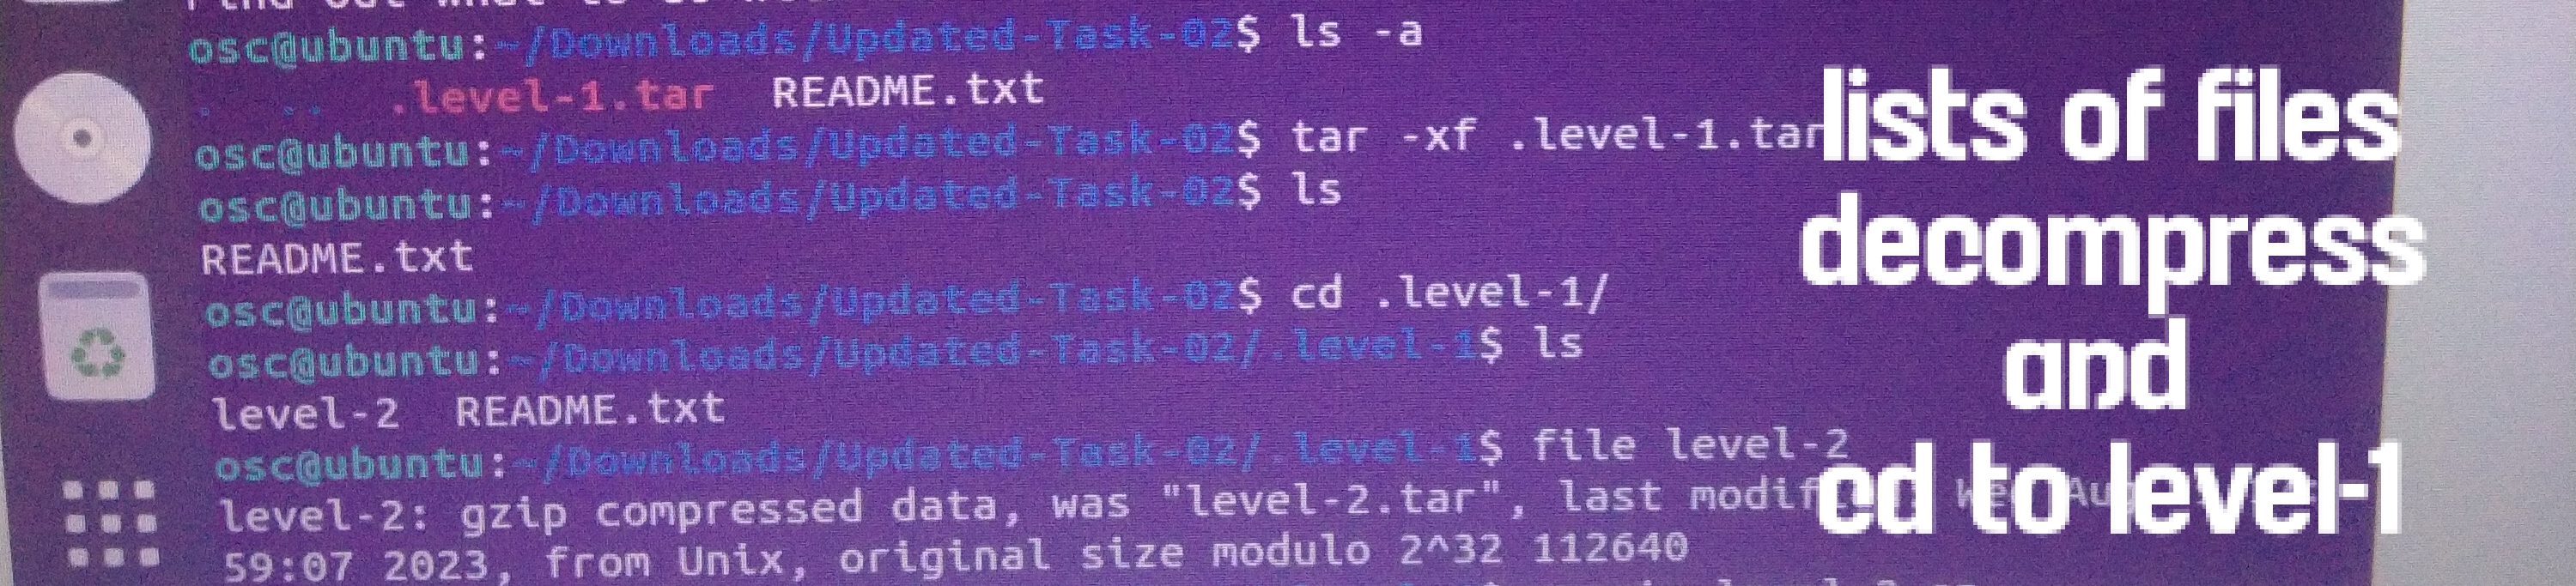 osc@ubuntu:~/Downloads/Updated-Task-02$ ls -a
. .. .level-1.tar README.txt
osc@ubuntu:~/Downloads/Updated-Task-02$ tar -xf .level-1.tar
osc@ubuntu:~/Downloads/Updated-Task-02$ ls
README.txt
osc@ubuntu:~/Downloads/Updated-Task-02$ cd .level-1/
osc@ubuntu:~/Downloads/Updated-Task-02/.level-1$ ls
level-2 README.txt
osc@ubuntu:~/Downloads/Updated-Task-02/.level-1$ file level-2
level-2: gzip compressed data, was "level-2.tar", last
59:07 2023, from Unix, original size modulo 2^32 112640
lists of files
decompress
and
cd to level-1